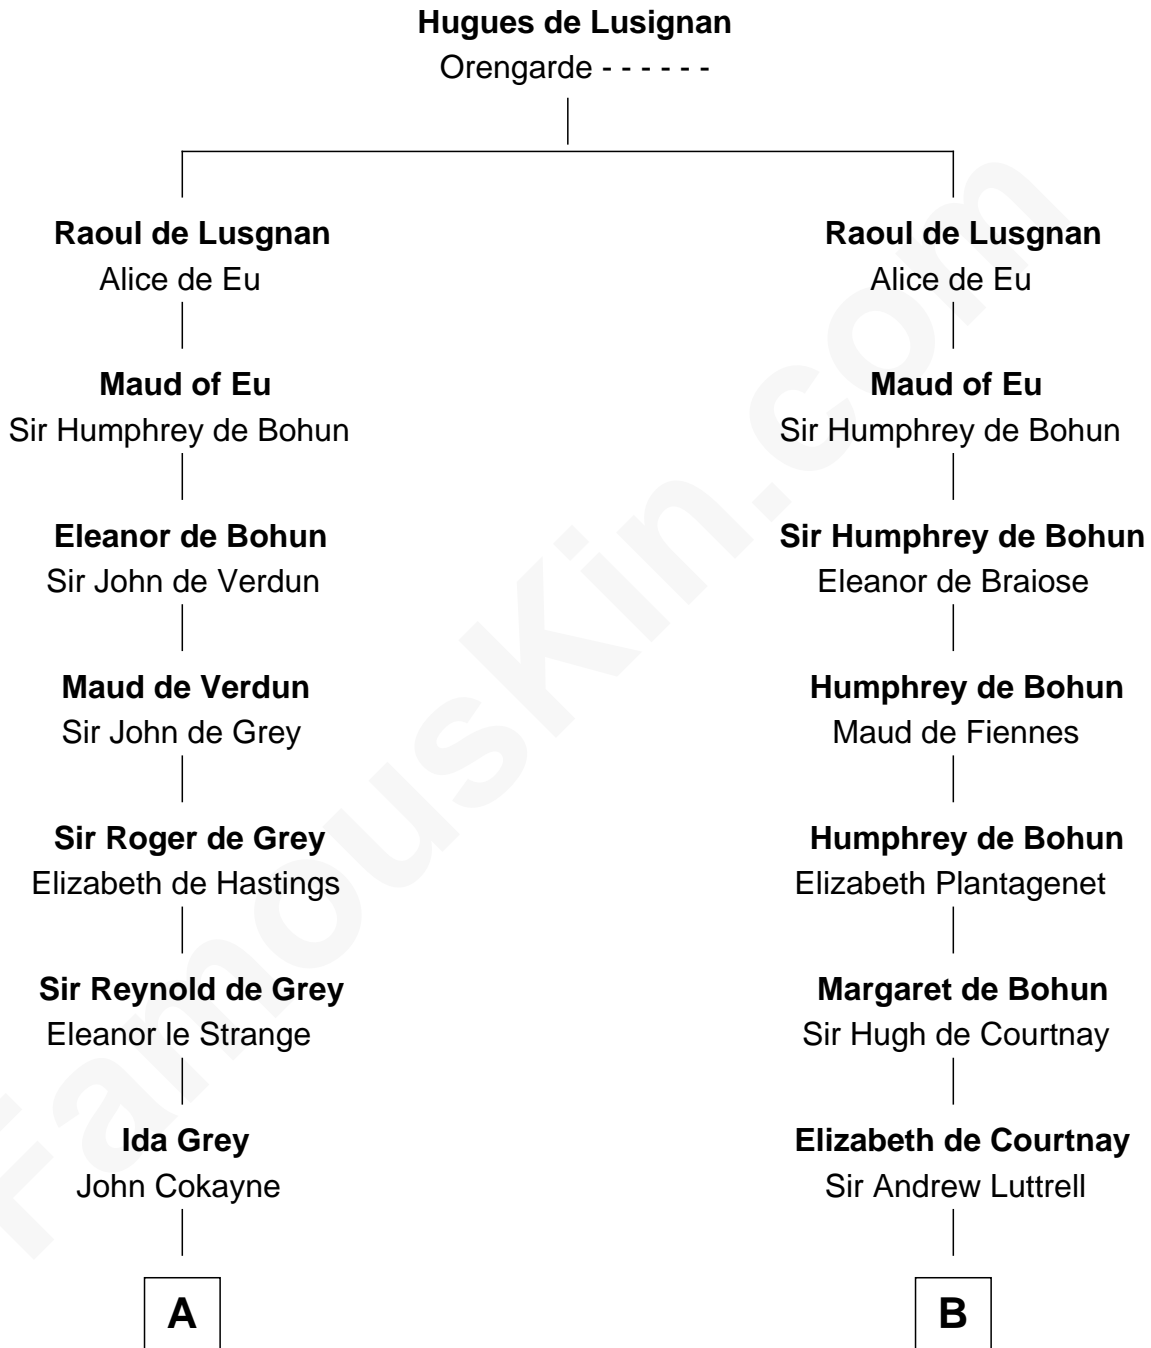 Hugues de Lusignan
Orengarde - - - - - -
Raoul de Lusgnan
Alice de Eu
Maud of Eu
Sir Humphrey de Bohun
Eleanor de Bohun
Sir John de Verdun
Maud de Verdun
Sir John de Grey
Sir Roger de Grey
Elizabeth de Hastings
Sir Reynold de Grey
Eleanor le Strange
Ida Grey
John Cokayne
A
Raoul de Lusgnan
Alice de Eu
Maud of Eu
Sir Humphrey de Bohun
Sir Humphrey de Bohun
Eleanor de Braiose
Humphrey de Bohun
Maud de Fiennes
Humphrey de Bohun
Elizabeth Plantagenet
Margaret de Bohun
Sir Hugh de Courtnay
Elizabeth de Courtnay
Sir Andrew Luttrell
B
FamousKin.com